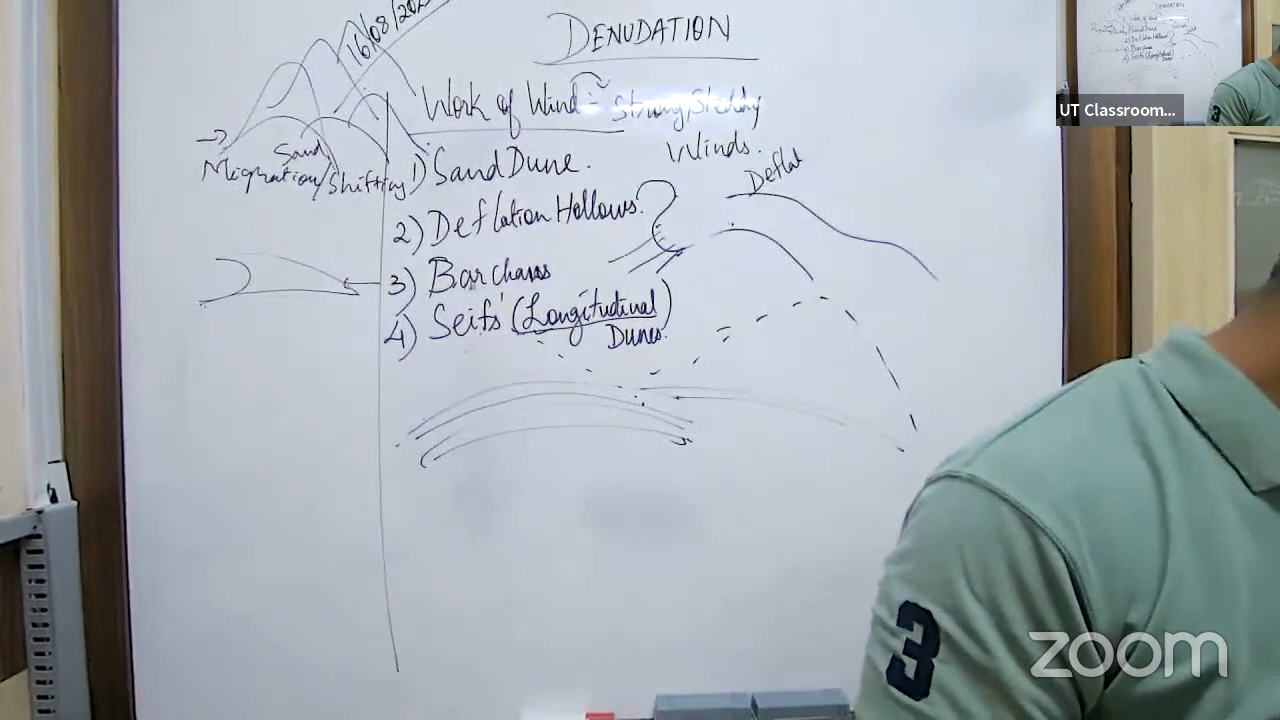 DENUDATION
16/08/202
Work of Wind :- Strong, Steady
Winds.
Sand
Migration/Shifting
1) Sand Dune.
2) Deflation Hollows.
3) Barchans
4) Seifs (Longitudinal)
Dunes.
Deflat
UT Classroom...
3
zoom